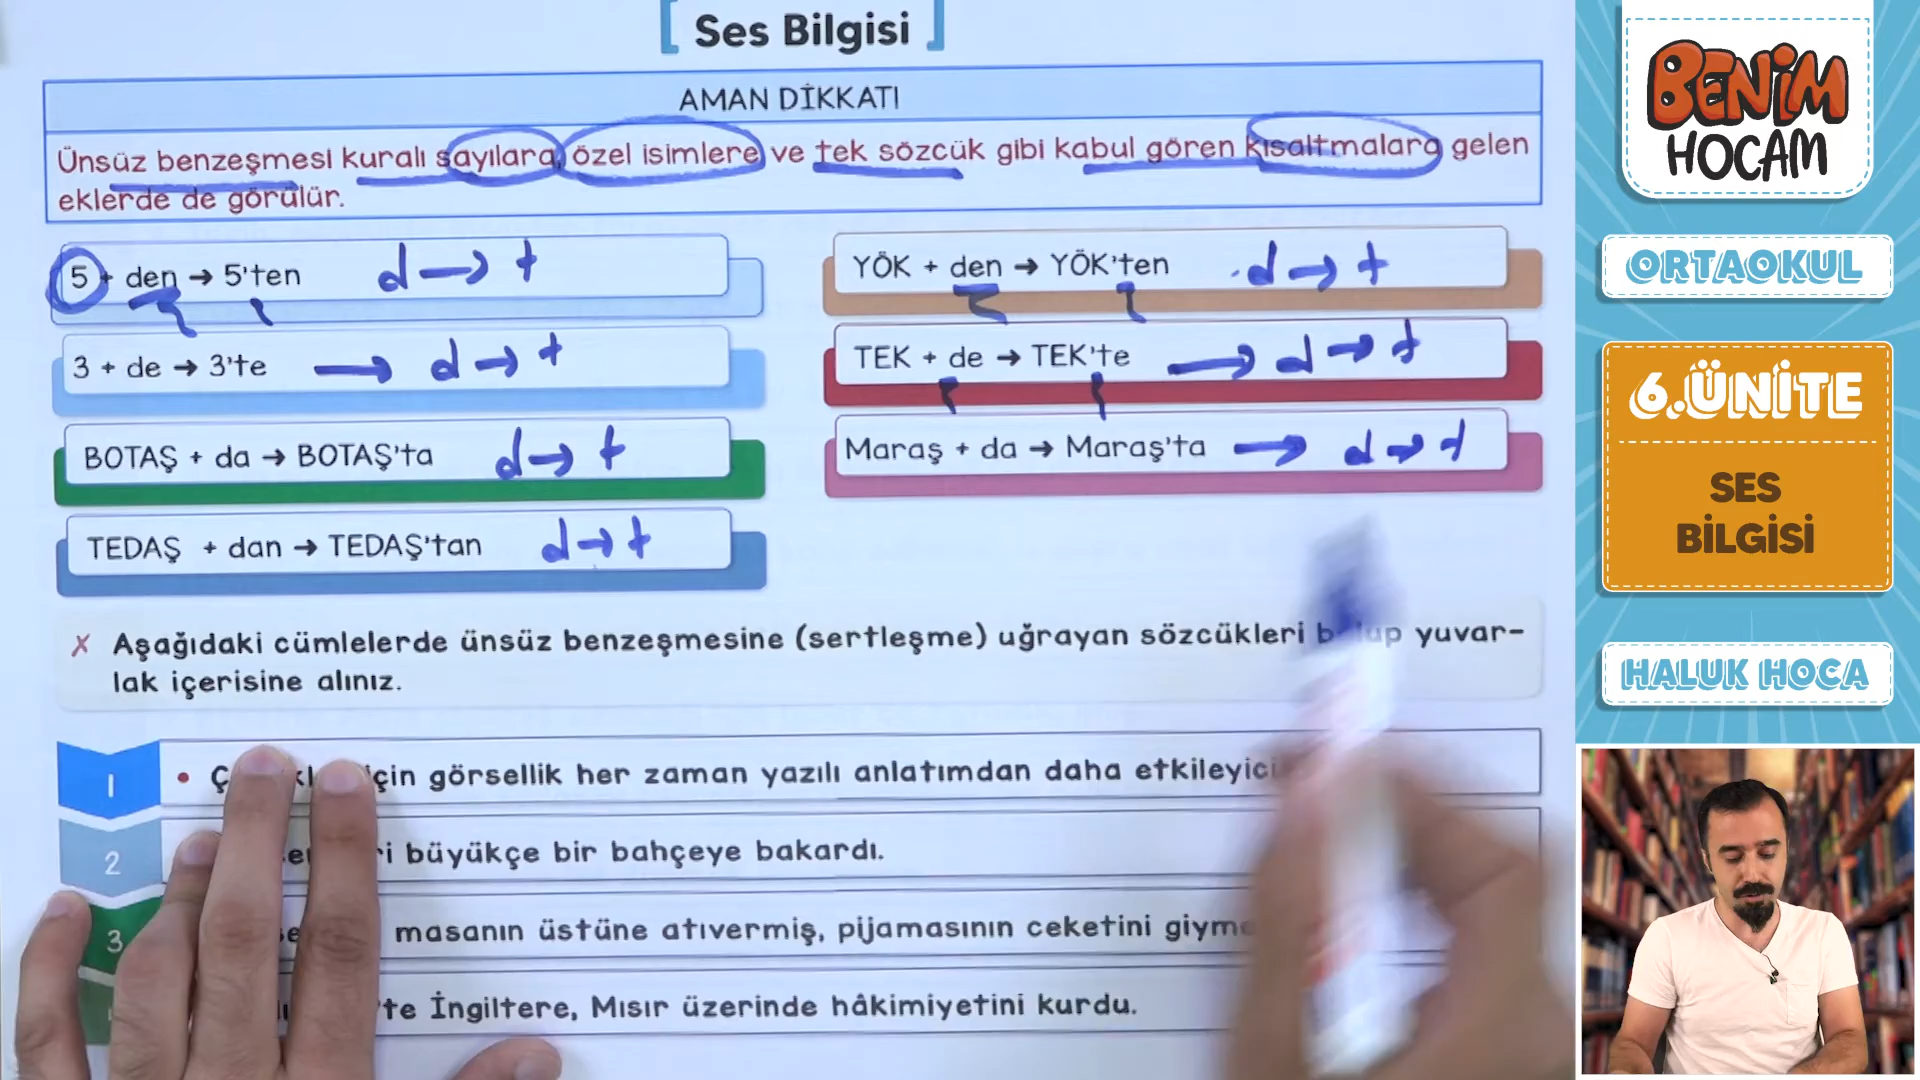 Ses Bilgisi
AMAN DİKKAT!
Ünsüz benzeşmesi kuralı sayılara, özel isimlere ve tek sözcük gibi kabul gören kısaltmalara gelen
eklerde de görülür.
5 + den → 5'ten d → t
3 + de → 3'te → d → t
BOTAŞ + da → BOTAŞ'ta d → t
TEDAŞ + dan → TEDAŞ'tan d → t
YÖK + den → YÖK'ten d → t
TEK + de → TEK'te → d → t
Maraş + da → Maraş'ta → d → t
✗ Aşağıdaki cümlelerde ünsüz benzeşmesine (sertleşme) uğrayan sözcükleri yuvar-
lak içerisine alınız.
1 • için görsellik her zaman yazılı anlatımdan daha
2 büyükçe bir bahçeye bakardı.
3 masanın üstüne atıvermiş, pijamasının ceketini
'te İngiltere, Mısır üzerinde hâkimiyetini kurdu.
BENİM
HOCAM
ORTAOKUL
6.ÜNİTE
SES
BİLGİSİ
HALUK HOCA